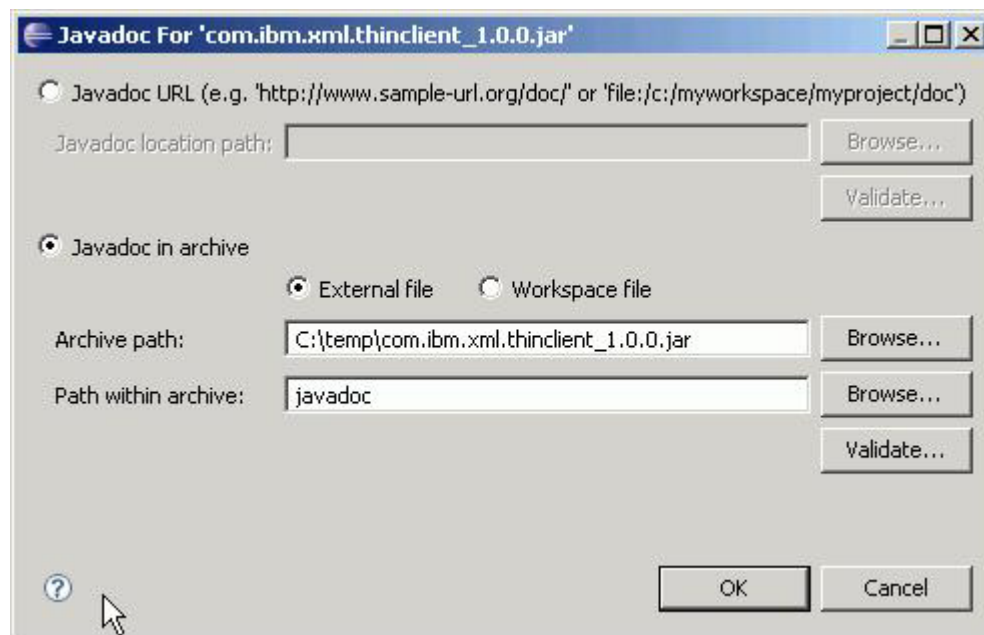 Javadoc For 'com.ibm.xml.thinclient_1.0.0.jar'
Javadoc URL (e.g. 'http://www.sample-url.org/doc/' or 'file:/c:/myworkspace/myproject/doc')
Javadoc location path: Browse...
Validate...
Javadoc in archive
External file Workspace file
Archive path: C:\temp\com.ibm.xml.thinclient_1.0.0.jar Browse...
Path within archive: javadoc Browse...
Validate...
? OK Cancel